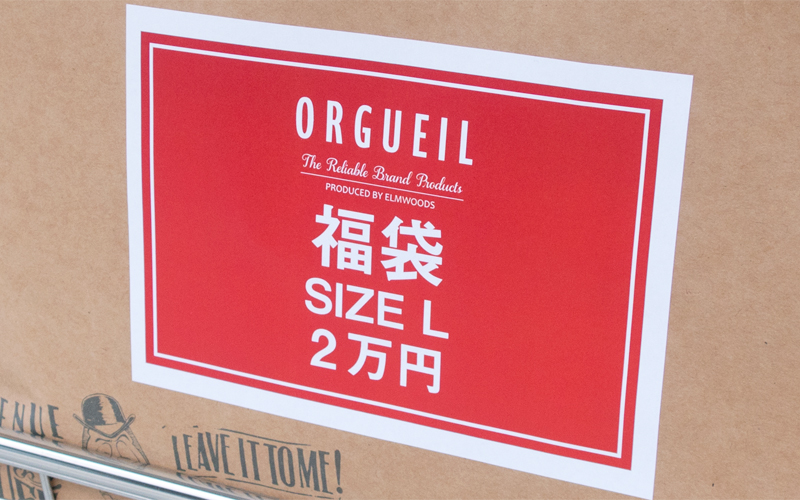 ORGUEIL
The Reliable Brand Products
PRODUCED BY ELMWOODS
福袋
SIZE L
2万円
LEAVE IT TO ME!